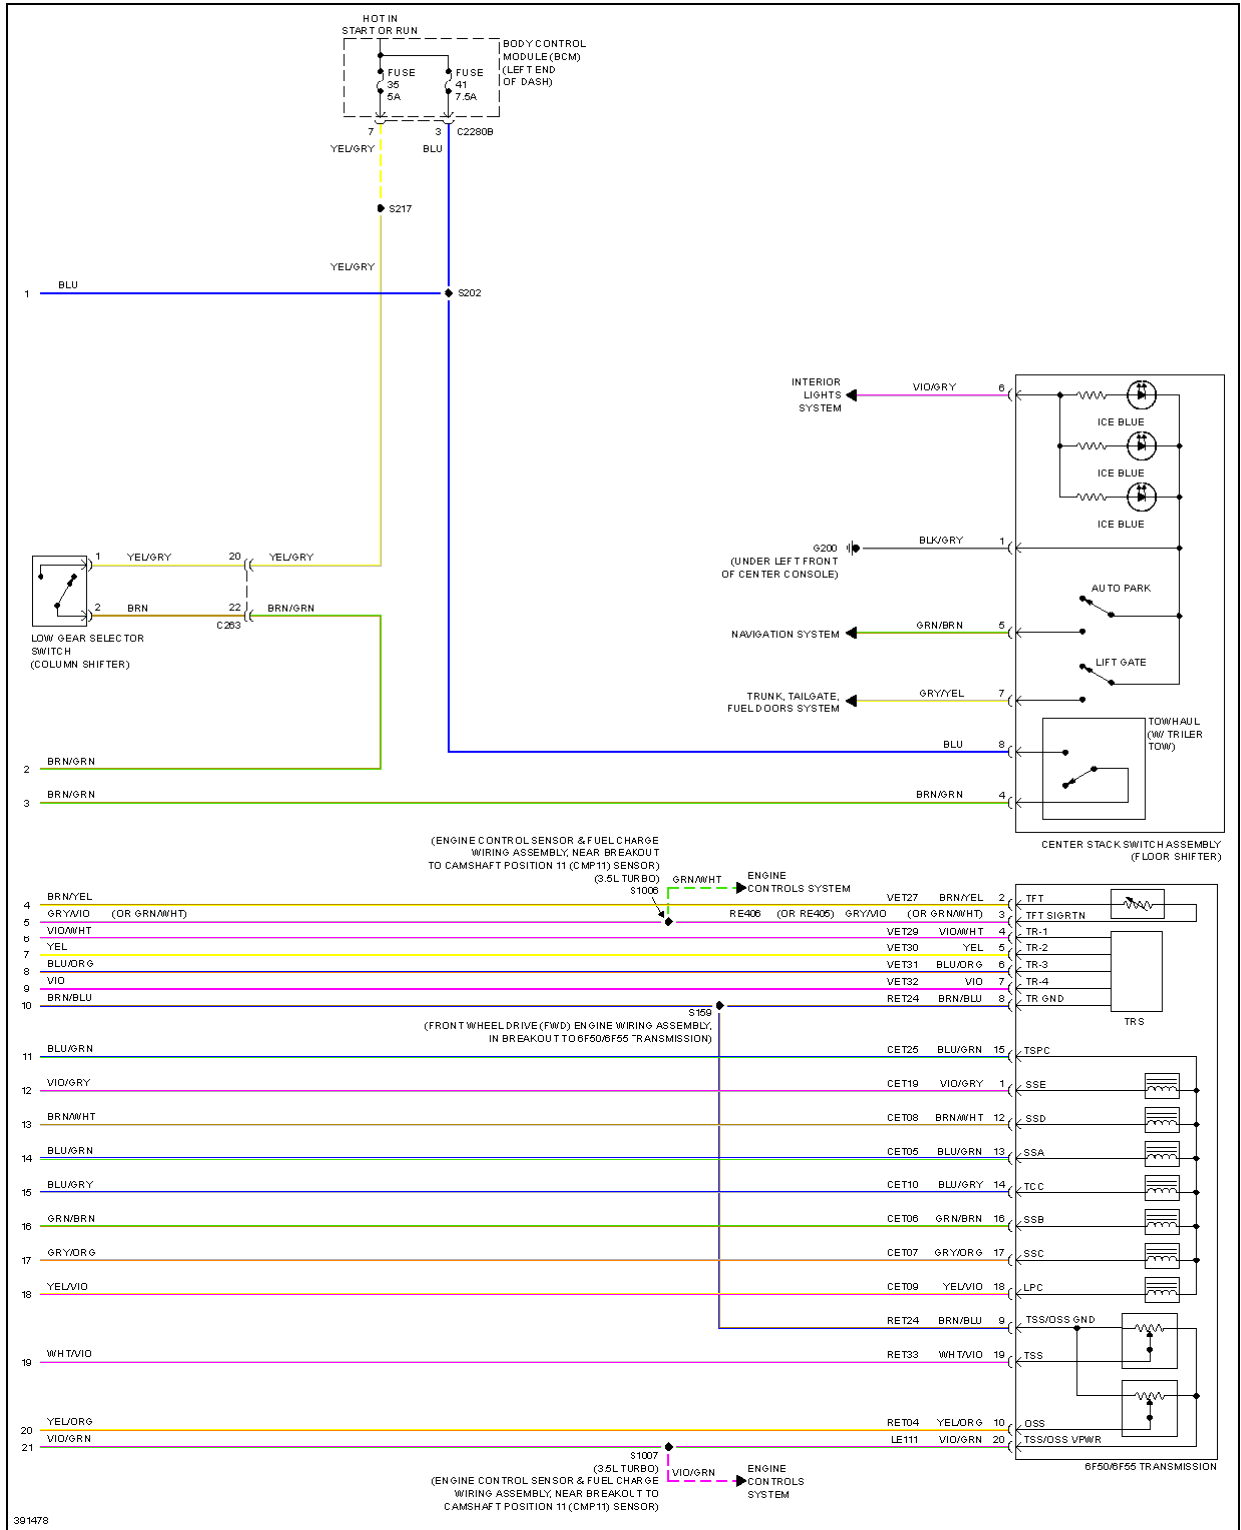 HOT IN
START OR RUN
BODY CONTROL
MODULE (BCM)
(LEFT END
OF DASH)
FUSE
35
5A
FUSE
41
7.5A
7
3
C2280B
YEL/GRY
BLU
S217
YEL/GRY
1
BLU
S202
INTERIOR
LIGHTS
SYSTEM
VIO/GRY
6
ICE BLUE
ICE BLUE
ICE BLUE
G200
(UNDER LEFT FRONT
OF CENTER CONSOLE)
BLK/GRY
1
1
YEL/GRY
20
YEL/GRY
2
BRN
22
BRN/GRN
C263
LOW GEAR SELECTOR
SWITCH
(COLUMN SHIFTER)
AUTO PARK
NAVIGATION SYSTEM
GRN/BRN
5
LIFT GATE
TRUNK, TAILGATE,
FUEL DOORS SYSTEM
GRY/YEL
7
TOWHAUL
(W/ TRILER
TOW)
BLU
8
2
BRN/GRN
3
BRN/GRN
BRN/GRN
4
CENTER STACK SWITCH ASSEMBLY
(FLOOR SHIFTER)
(ENGINE CONTROL SENSOR & FUEL CHARGE
WIRING ASSEMBLY, NEAR BREAKOUT
TO CAMSHAFT POSITION 11 (CMP11) SENSOR)
(3.5L TURBO)
S1006
GRN/WHT
ENGINE
CONTROLS SYSTEM
4 BRN/YEL VET27 BRN/YEL 2 TFT
5 GRY/VIO (OR GRN/WHT) RE406 (OR RE405) GRY/VIO (OR GRN/WHT) 3 TFT SIGRTN
6 VIO/WHT VET29 VIO/WHT 4 TR-1
7 YEL VET30 YEL 5 TR-2
8 BLU/ORG VET31 BLU/ORG 6 TR-3
9 VIO VET32 VIO 7 TR-4
10 BRN/BLU RET24 BRN/BLU 8 TR GND
TRS
S159
(FRONT WHEEL DRIVE (FWD) ENGINE WIRING ASSEMBLY,
IN BREAKOUT TO 6F50/6F55 TRANSMISSION)
11 BLU/GRN CET25 BLU/GRN 15 TSPC
12 VIO/GRY CET19 VIO/GRY 1 SSE
13 BRN/WHT CET08 BRN/WHT 12 SSD
14 BLU/GRN CET05 BLU/GRN 13 SSA
15 BLU/GRY CET10 BLU/GRY 14 TCC
16 GRN/BRN CET06 GRN/BRN 16 SSB
17 GRY/ORG CET07 GRY/ORG 17 SSC
18 YEL/VIO CET09 YEL/VIO 18 LPC
RET24 BRN/BLU 9 TSS/OSS GND
19 WHT/VIO RET33 WHT/VIO 19 TSS
20 YEL/ORG RET04 YEL/ORG 10 OSS
21 VIO/GRN LE111 VIO/GRN 20 TSS/OSS VPWR
6F50/6F55 TRANSMISSION
S1007
(3.5L TURBO)
(ENGINE CONTROL SENSOR & FUEL CHARGE
WIRING ASSEMBLY, NEAR BREAKOUT TO
CAMSHAFT POSITION 11 (CMP11) SENSOR)
VIO/GRN
ENGINE
CONTROLS
SYSTEM
391478